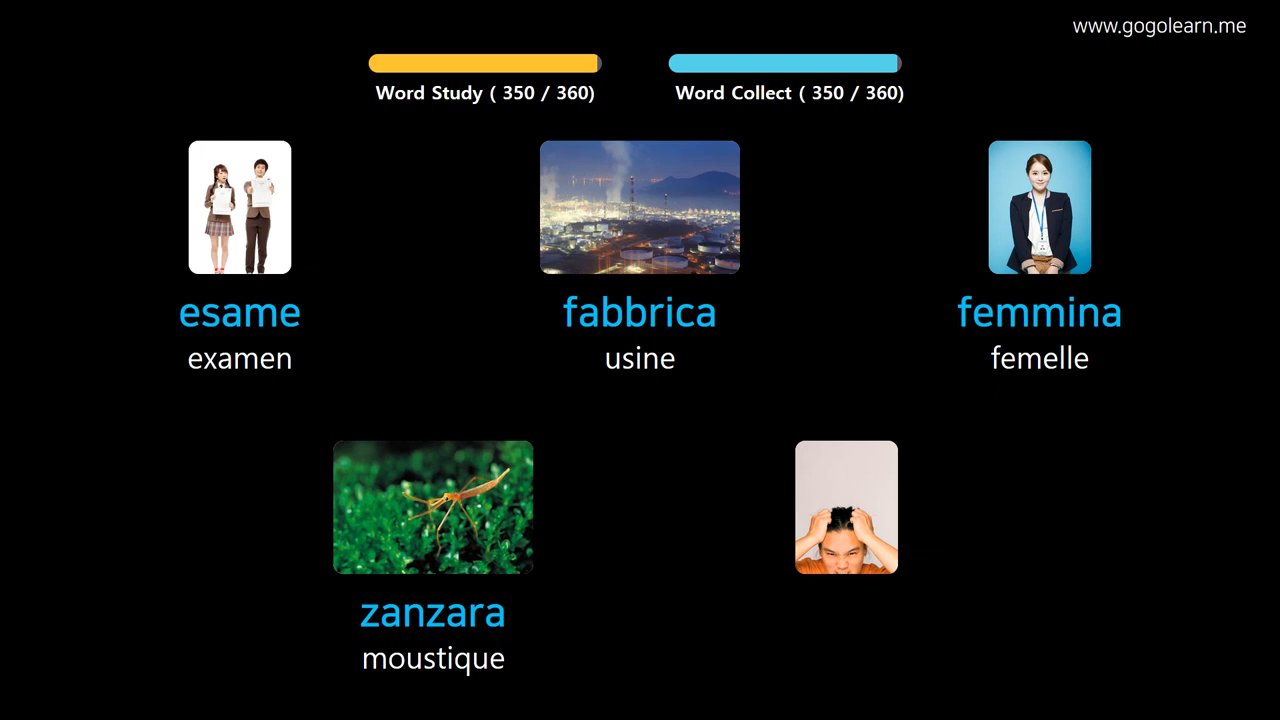 www.gogolearn.me
Word Study ( 350 / 360)
Word Collect ( 350 / 360)
esame
examen
fabbrica
usine
femmina
femelle
zanzara
moustique